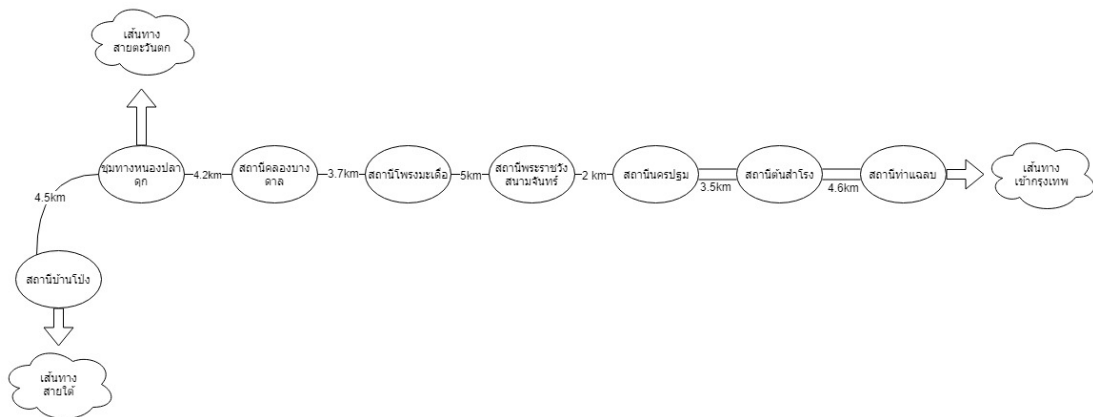 เส้นทาง
สายตะวันตก
ชุมทางหนองปลา
ดุก
4.2km
สถานีคลองบาง
ตาล
3.7km
สถานีโพรงมะเดื่อ
5km
สถานีพระราชวัง
สนามจันทร์
2 km
สถานีนครปฐม
3.5km
สถานีต้นสำโรง
4.6km
สถานีท่าแฉลบ
เส้นทาง
เข้ากรุงเทพ
4.5km
สถานีบ้านโป่ง
เส้นทาง
สายใต้